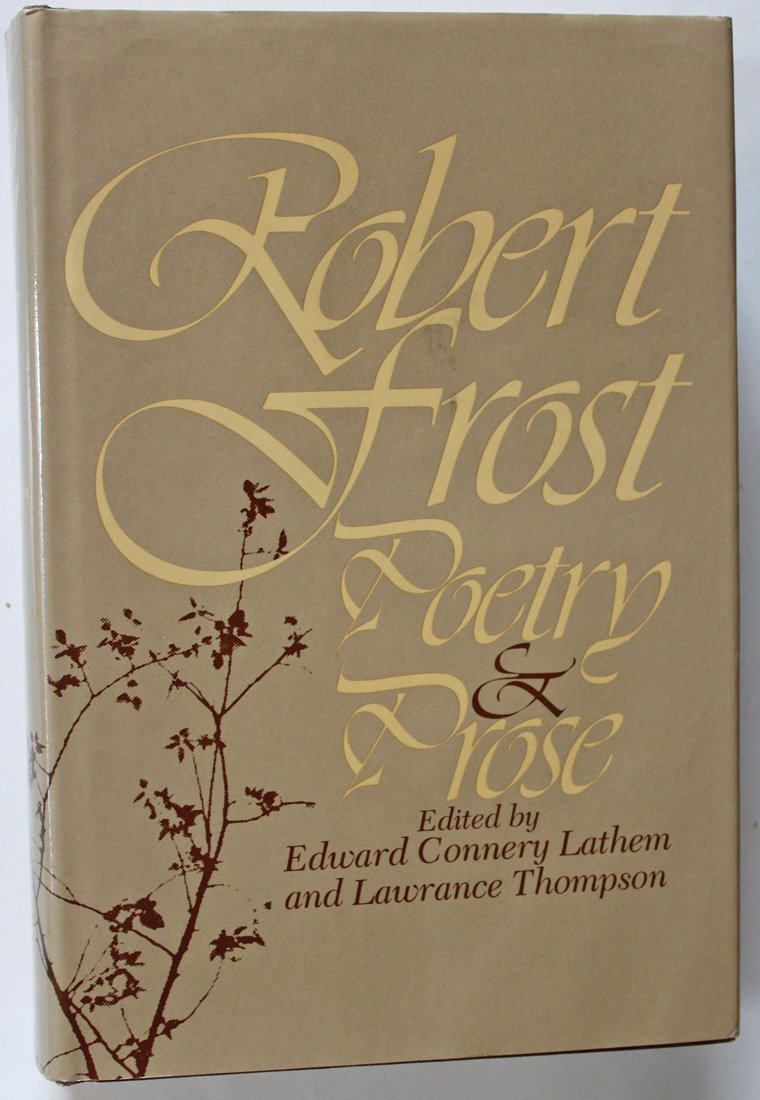 Robert
Frost
Poetry
&
Prose
Edited by
Edward Connery Lathem
and Lawrance Thompson